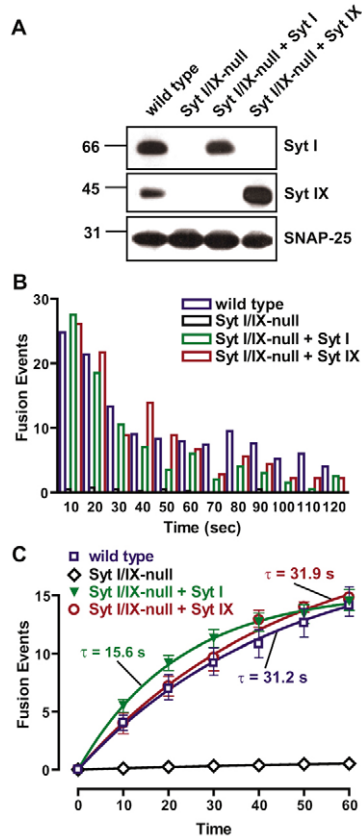 A
wild type
Syt I/IX-null
Syt I/IX-null + Syt I
Syt I/IX-null + Syt IX
66
Syt I
45
Syt IX
31
SNAP-25
B
30
20
10
0
Fusion Events
wild type
Syt I/IX-null
Syt I/IX-null + Syt I
Syt I/IX-null + Syt IX
10 20 30 40 50 60 70 80 90 100 110 120
Time (sec)
C
wild type
Syt I/IX-null
Syt I/IX-null + Syt I
Syt I/IX-null + Syt IX
τ = 31.9 s
τ = 15.6 s
τ = 31.2 s
15
10
5
0
Fusion Events
0 10 20 30 40 50 60
Time